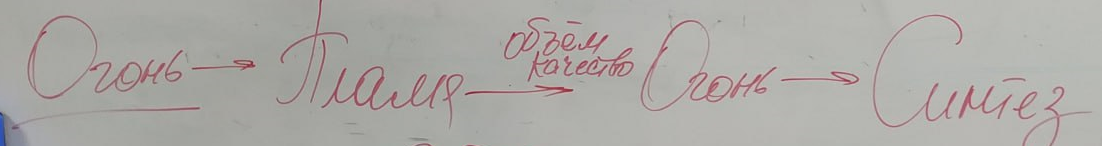 Огонь → Пламя → объём качество Огонь → Синтез